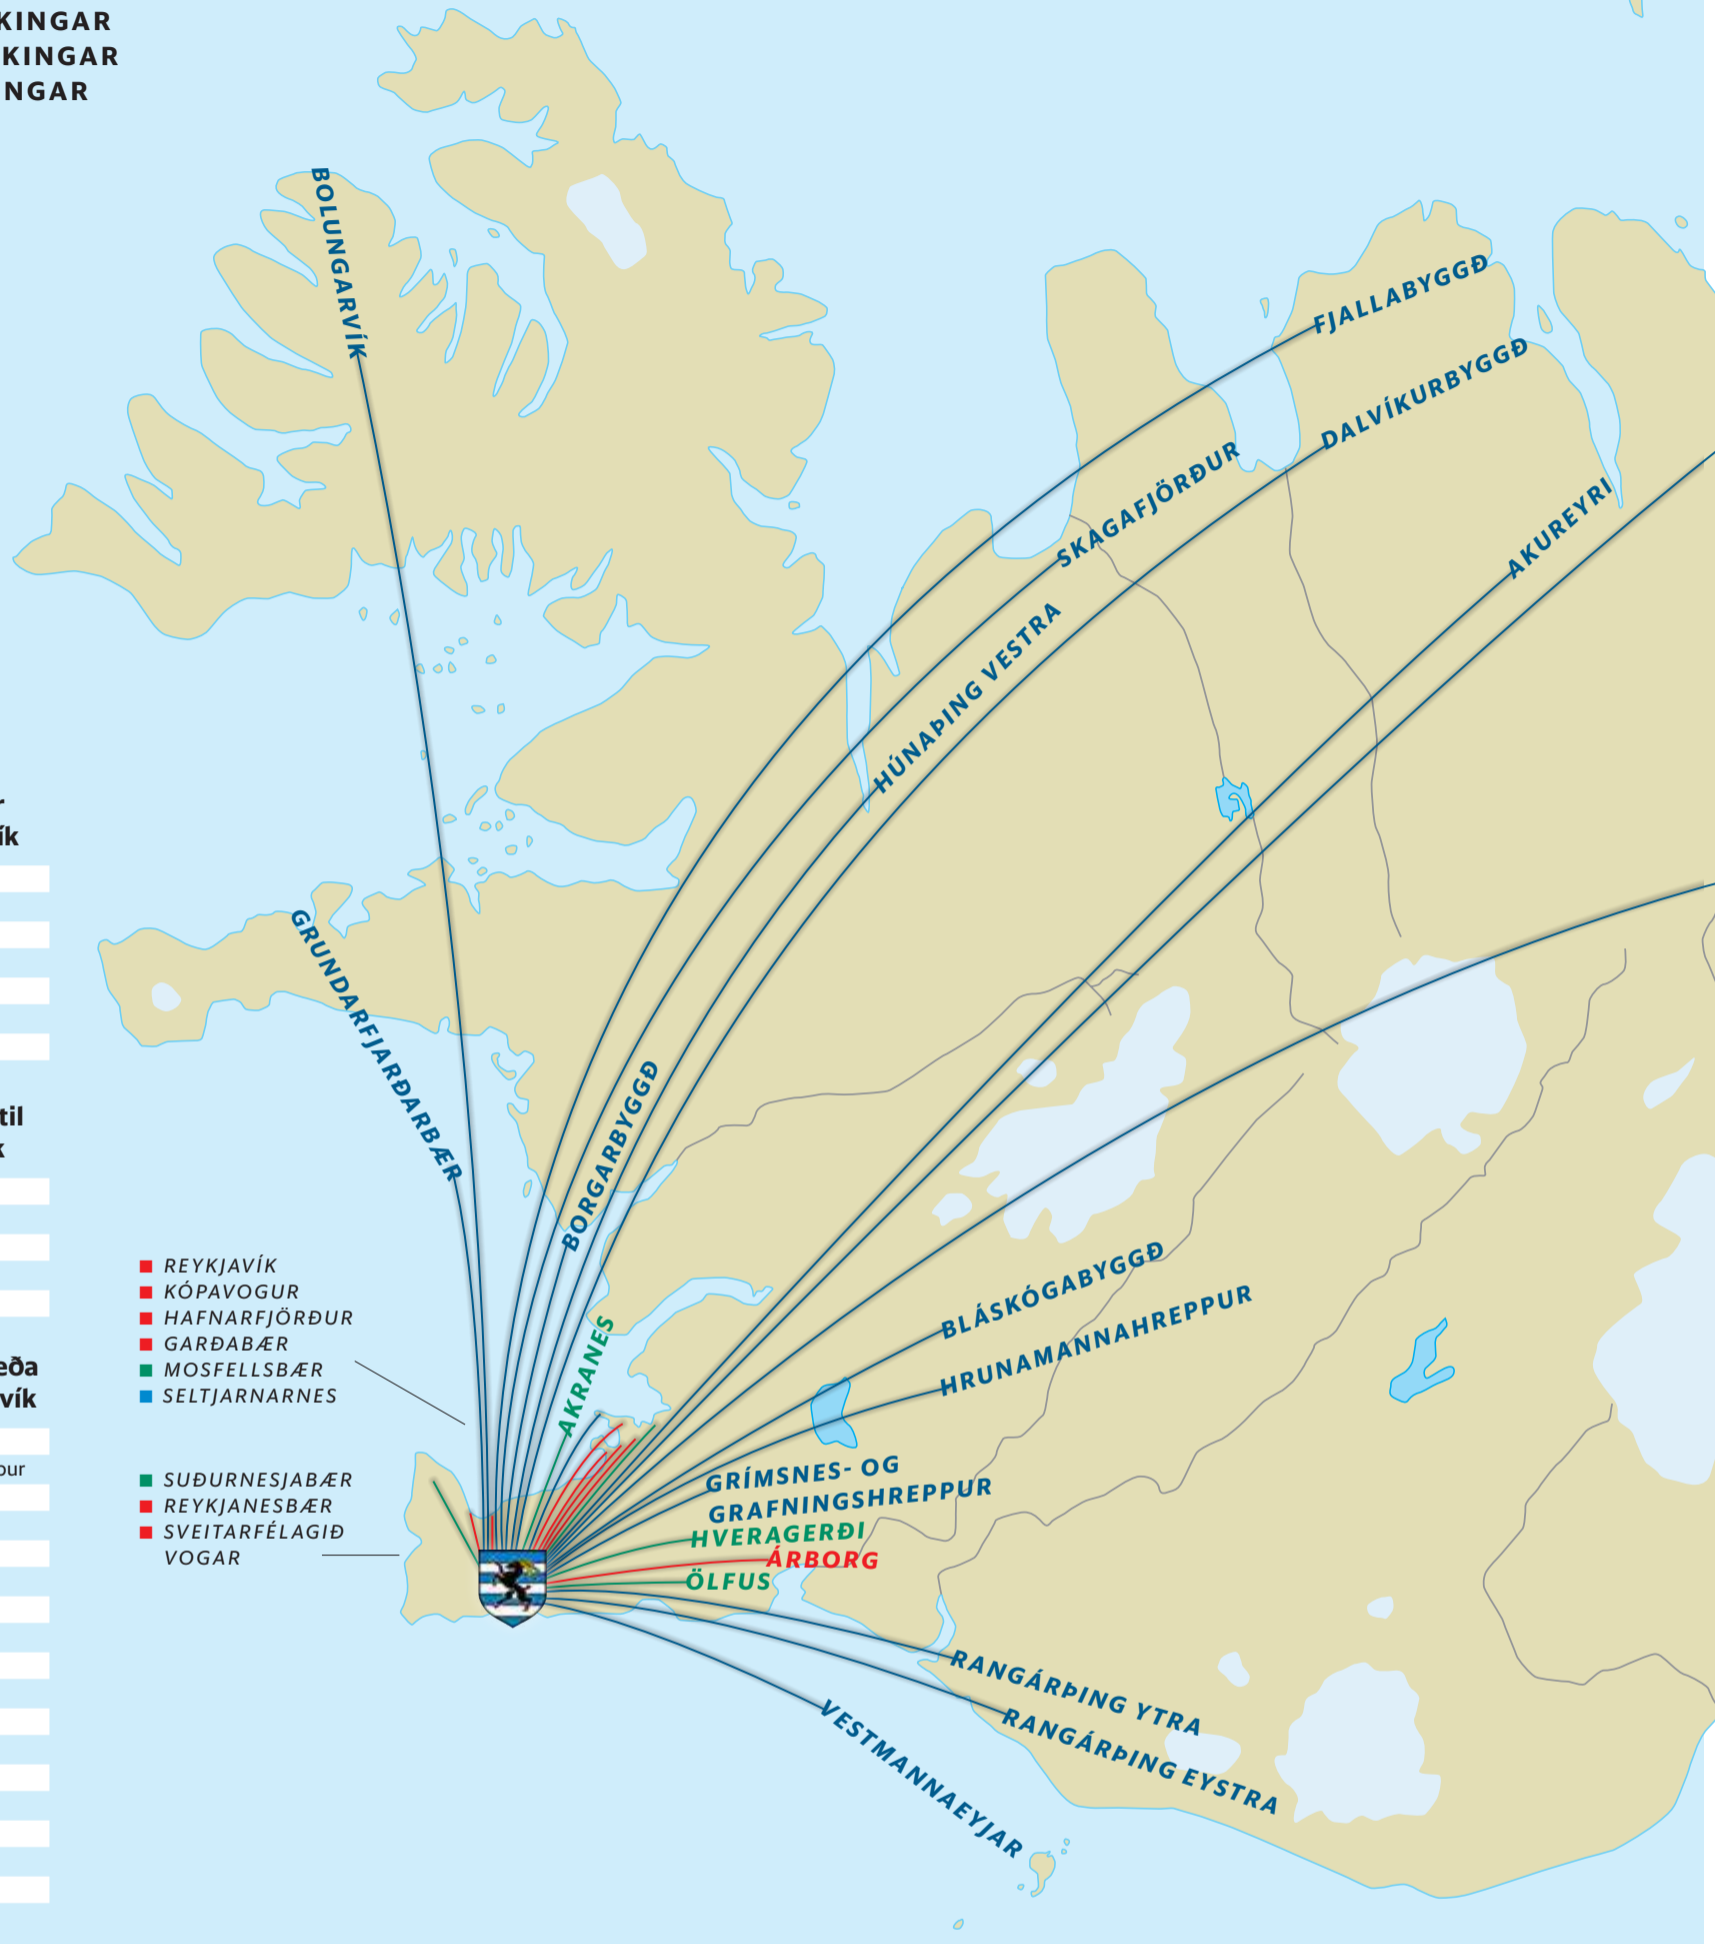 KINGAR
KINGAR
NGAR
BOLUNGARVÍK
FJALLABYGGÐ
DALVÍKURBYGGÐ
SKAGAFJÖRÐUR
AKUREYRI
HÚNAÞING VESTRA
r
ík
GRUNDARFJARÐARBÆR
BORGARBYGGÐ
til
k
REYKJAVÍK
KÓPAVOGUR
HAFNARFJÖRÐUR
GARÐABÆR
MOSFELLSBÆR
SELTJARNARNES
BLÁSKÓGABYGGÐ
HRUNAMANNAHREPPUR
AKRANES
eða
vík
pur
SUÐURNESJABÆR
REYKJANESBÆR
SVEITARFÉLAGIÐ
VOGAR
GRÍMSNES- OG
GRAFNINGSHREPPUR
HVERAGERÐI
ÁRBORG
ÖLFUS
RANGÁRÞING YTRA
RANGÁRÞING EYSTRA
VESTMANNAEYJAR